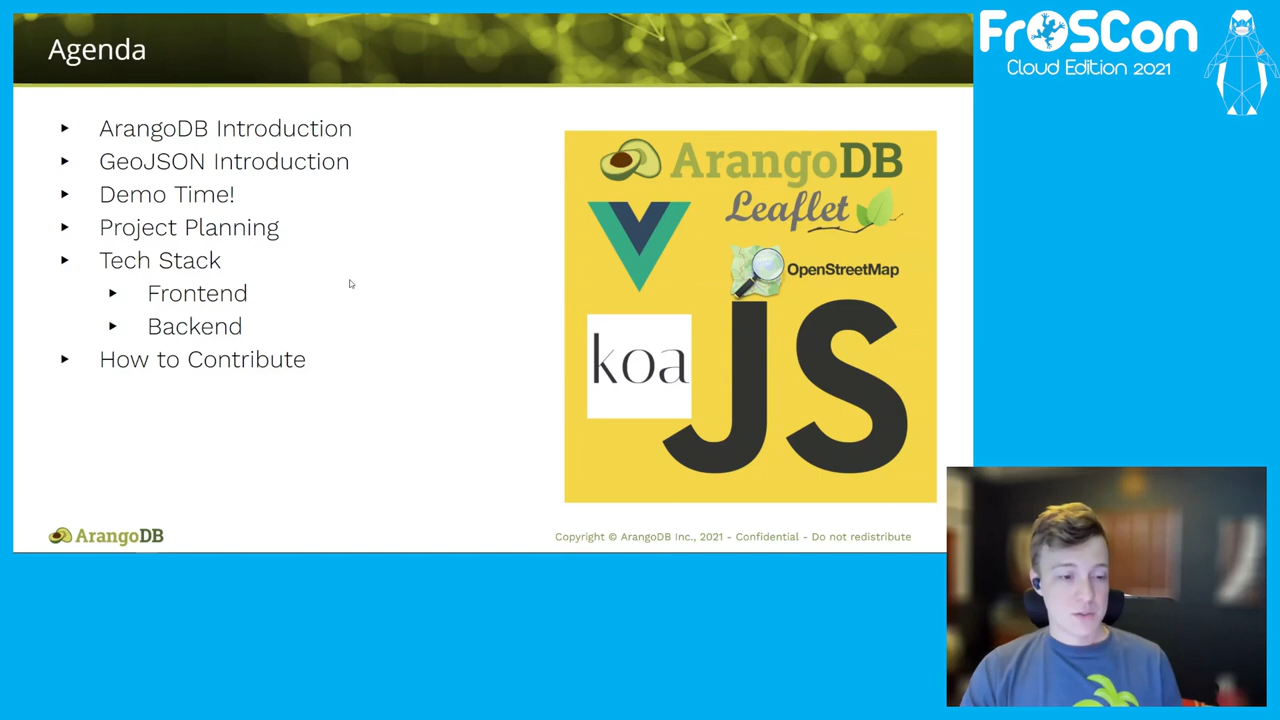 Agenda
ArangoDB Introduction
GeoJSON Introduction
Demo Time!
Project Planning
Tech Stack
Frontend
Backend
How to Contribute
ArangoDB
Leaflet
OpenStreetMap
koa
JS
ArangoDB
Copyright © ArangoDB Inc., 2021 - Confidential - Do not redistribute
FrOSCon
Cloud Edition 2021